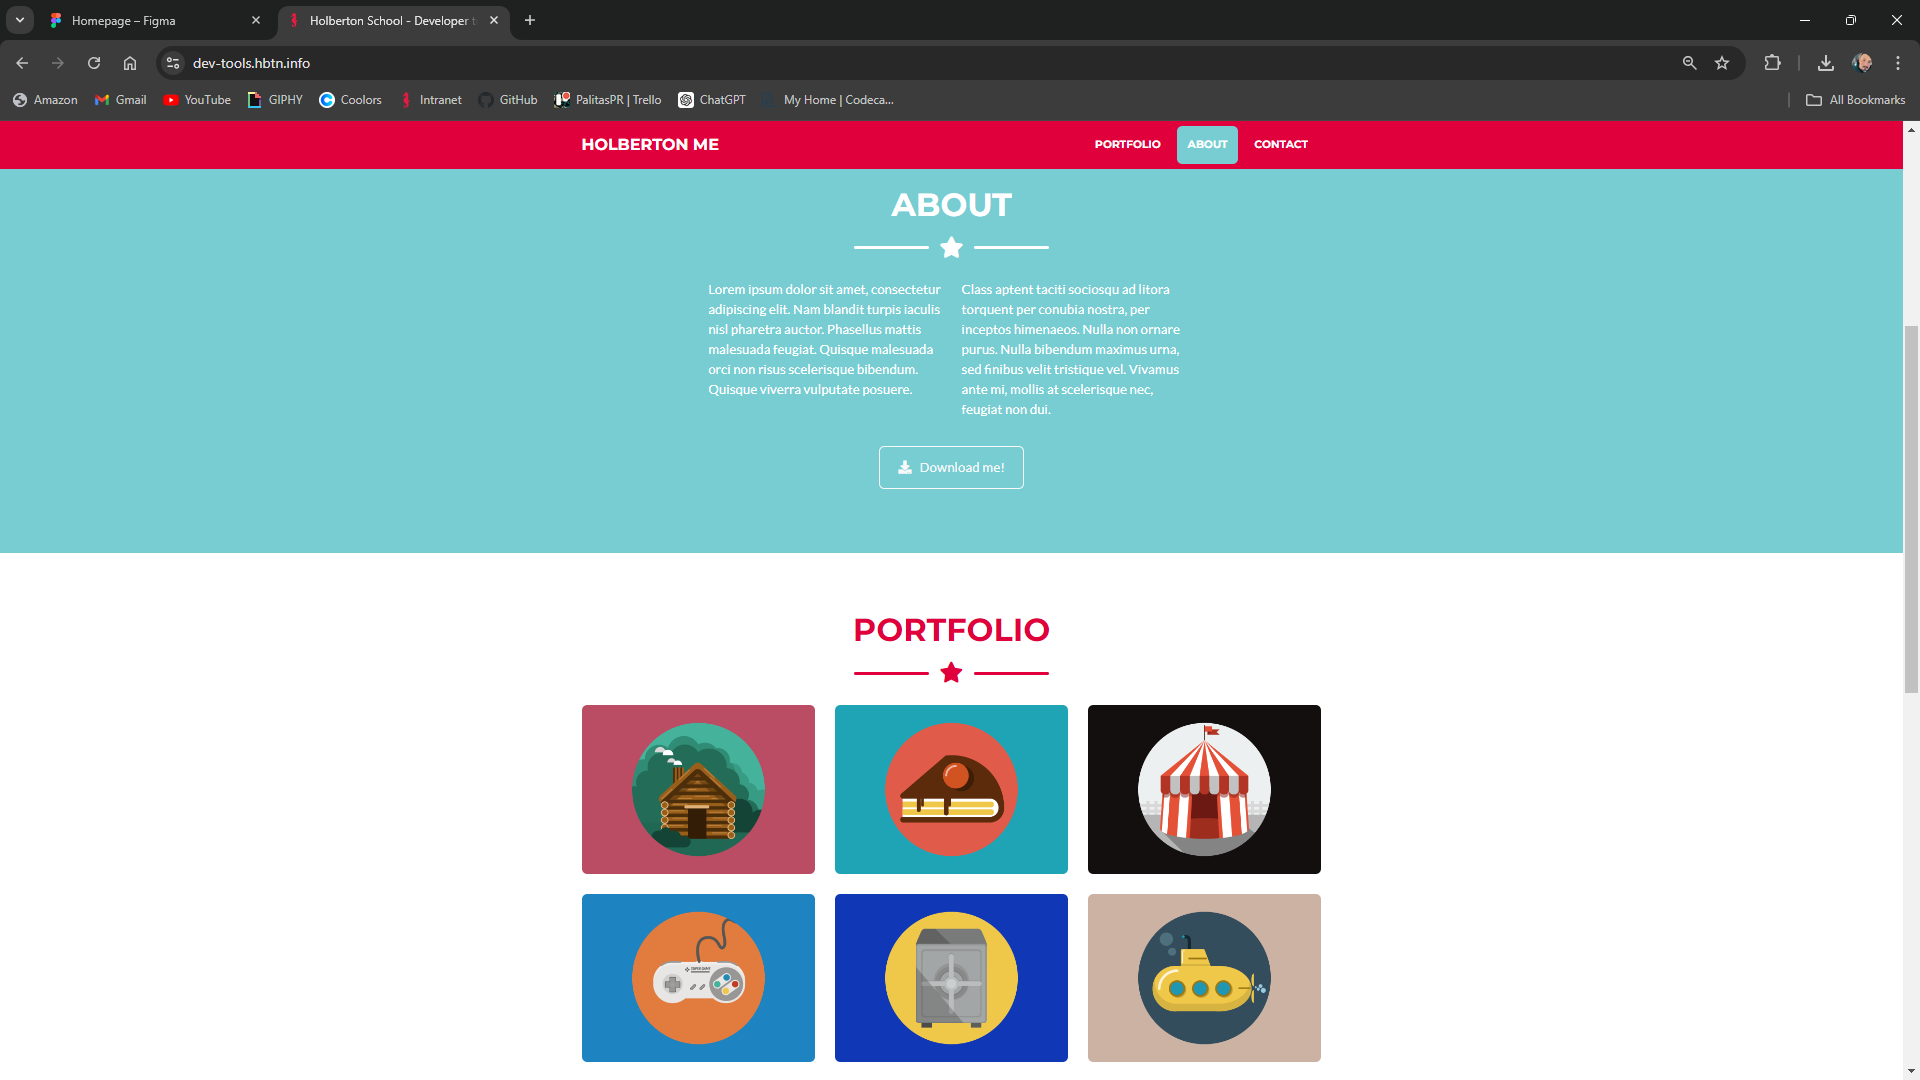 Homepage – Figma
Holberton School - Developer t
dev-tools.hbtn.info
Amazon
Gmail
YouTube
GIPHY
Coolors
Intranet
GitHub
PalitasPR | Trello
ChatGPT
My Home | Codeca...
All Bookmarks
HOLBERTON ME
PORTFOLIO
ABOUT
CONTACT
ABOUT
Lorem ipsum dolor sit amet, consectetur
adipiscing elit. Nam blandit turpis iaculis
nisl pharetra auctor. Phasellus mattis
malesuada feugiat. Quisque malesuada
orci non risus scelerisque bibendum.
Quisque viverra vulputate posuere.
Class aptent taciti sociosqu ad litora
torquent per conubia nostra, per
inceptos himenaeos. Nulla non ornare
purus. Nulla bibendum maximus urna,
sed finibus velit tristique vel. Vivamus
ante mi, mollis at scelerisque nec,
feugiat non dui.
Download me!
PORTFOLIO